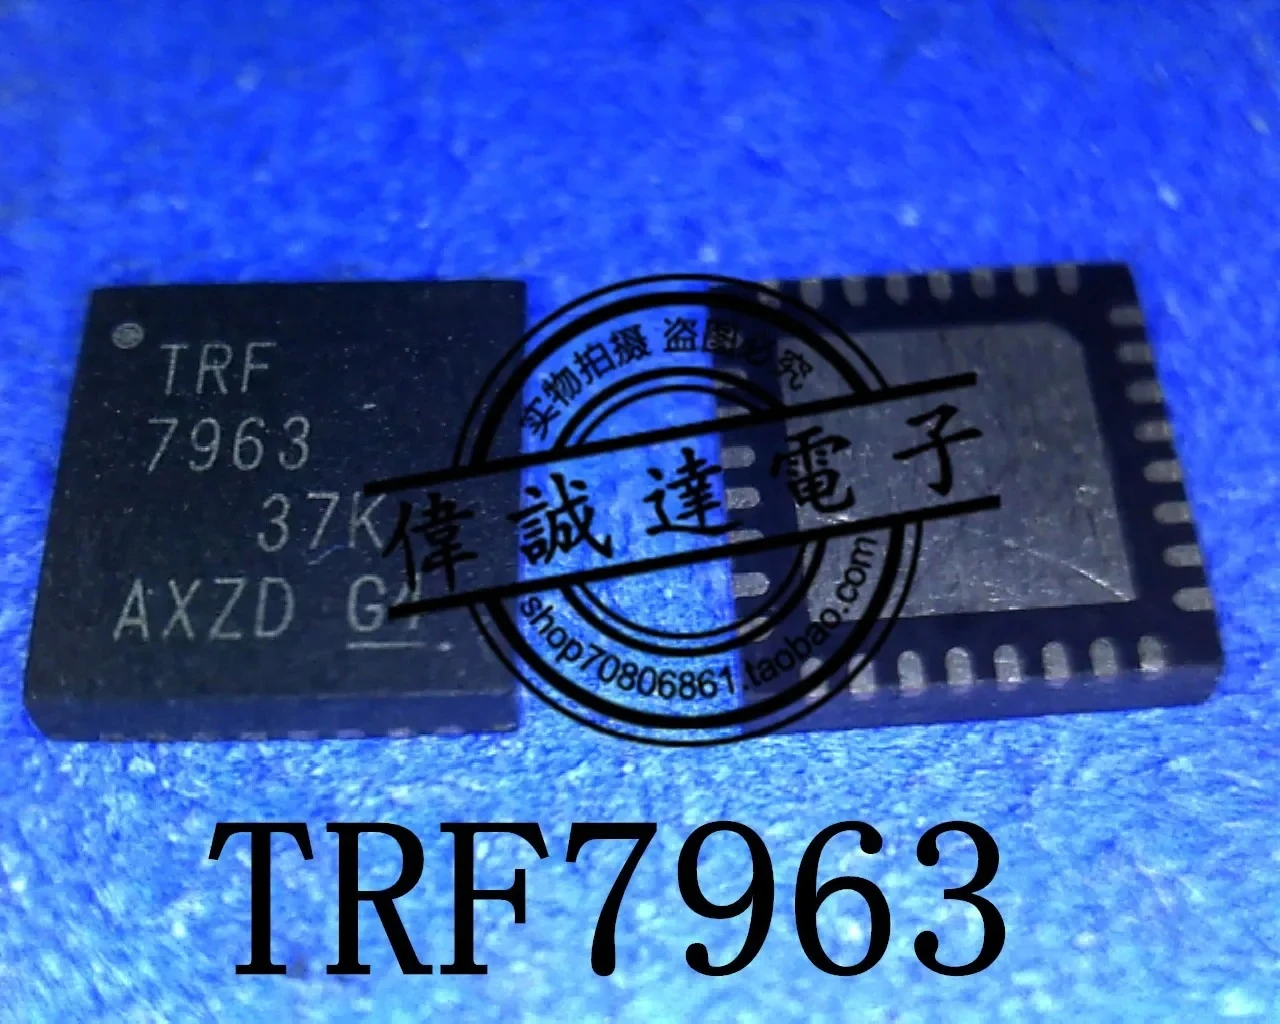 TRF
7963
37K
AXZD G4
实物拍摄 盗图必究
偉誠達電子
shop70806861.taobao.com
TRF7963